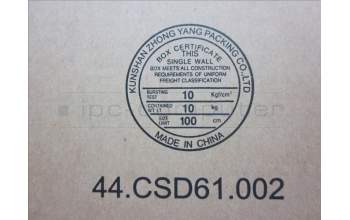 KUNSHAN ZHONG YANG PACKING CO.,LTD
BOX CERTIFICATE
THIS
SINGLE WALL
BOX MEETS ALL CONSTRUCTION
REQUIREMENTS OF UNIFORM
FREIGHT CLASSIFICATION
BURSTING TEST 10 Kgf/cm²
CONTAINED WT LT 10 kg
SIZE LIMIT 100 cm
MADE IN CHINA
44.CSD61.002